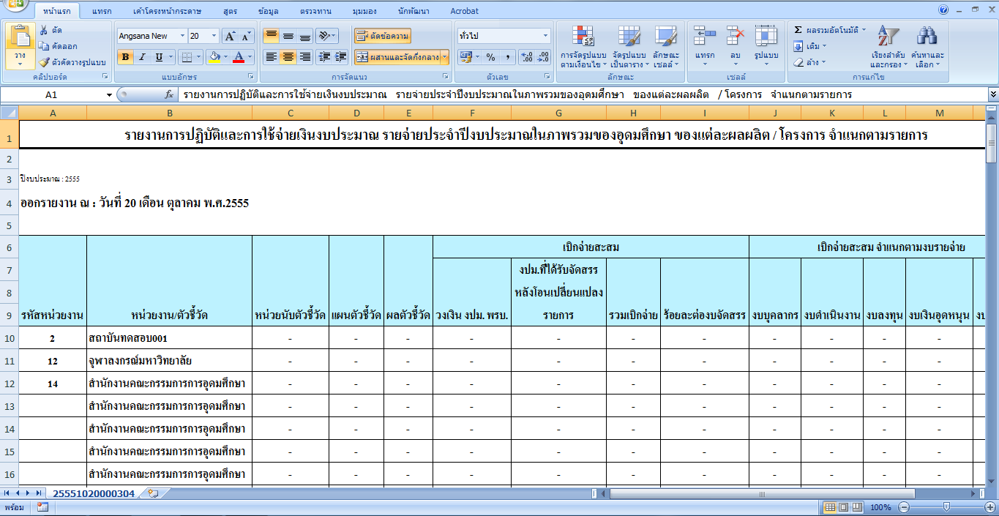 หน้าแรก แทรก เค้าโครงหน้ากระดาษ สูตร ข้อมูล ตรวจทาน มุมมอง นักพัฒนา Acrobat
วาง ตัด คัดลอก ตัวคัดวางรูปแบบ
Angsana New 20
B I U
ตัดข้อความ
ผสานและจัดกึ่งกลาง
ทั่วไป
การจัดรูปแบบตามเงื่อนไข จัดรูปแบบเป็นตาราง ลักษณะเซลล์
แทรก ลบ รูปแบบ
Σ ผลรวมอัตโนมัติ
เติม
ล้าง
เรียงลำดับและกรอง ค้นหาและเลือก
คลิปบอร์ด แบบอักษร การจัดแนว ตัวเลข ลักษณะ เซลล์ การแก้ไข
A1 fx รายงานการปฏิบัติและการใช้จ่ายเงินงบประมาณ รายจ่ายประจำปีงบประมาณในภาพรวมของอุดมศึกษา ของแต่ละผลผลิต / โครงการ จำแนกตามรายการ
A B C D E F G H I J K L M
1 รายงานการปฏิบัติและการใช้จ่ายเงินงบประมาณ รายจ่ายประจำปีงบประมาณในภาพรวมของอุดมศึกษา ของแต่ละผลผลิต / โครงการ จำแนกตามรายการ
2
3 ปีงบประมาณ : 2555
4 ออกรายงาน ณ : วันที่ 20 เดือน ตุลาคม พ.ศ.2555
5
6 เบิกจ่ายสะสม เบิกจ่ายสะสม จำแนกตามงบรายจ่าย
7 งปม.ที่ได้รับจัดสรร
8 หลังโอนเปลี่ยนแปลง
9 รหัสหน่วยงาน หน่วยงาน/ตัวชี้วัด หน่วยนับตัวชี้วัด แผนตัวชี้วัด ผลตัวชี้วัด วงเงิน งปม. พรบ. รายการ รวมเบิกจ่าย ร้อยละต่องบจัดสรร งบบุคลากร งบดำเนินงาน งบลงทุน งบเงินอุดหนุน งบ
10 2 สถาบันทดสอบ001 - - - - - - - - - - -
11 12 จุฬาลงกรณ์มหาวิทยาลัย - - - - - - - - - - -
12 14 สำนักงานคณะกรรมการการอุดมศึกษา - - - - - - - - - - -
13 สำนักงานคณะกรรมการการอุดมศึกษา - - - - - - - - - - -
14 สำนักงานคณะกรรมการการอุดมศึกษา - - - - - - - - - - -
15 สำนักงานคณะกรรมการการอุดมศึกษา - - - - - - - - - - -
16 สำนักงานคณะกรรมการการอุดมศึกษา - - - - - - - - - - -
25551020000304
พร้อม 100%